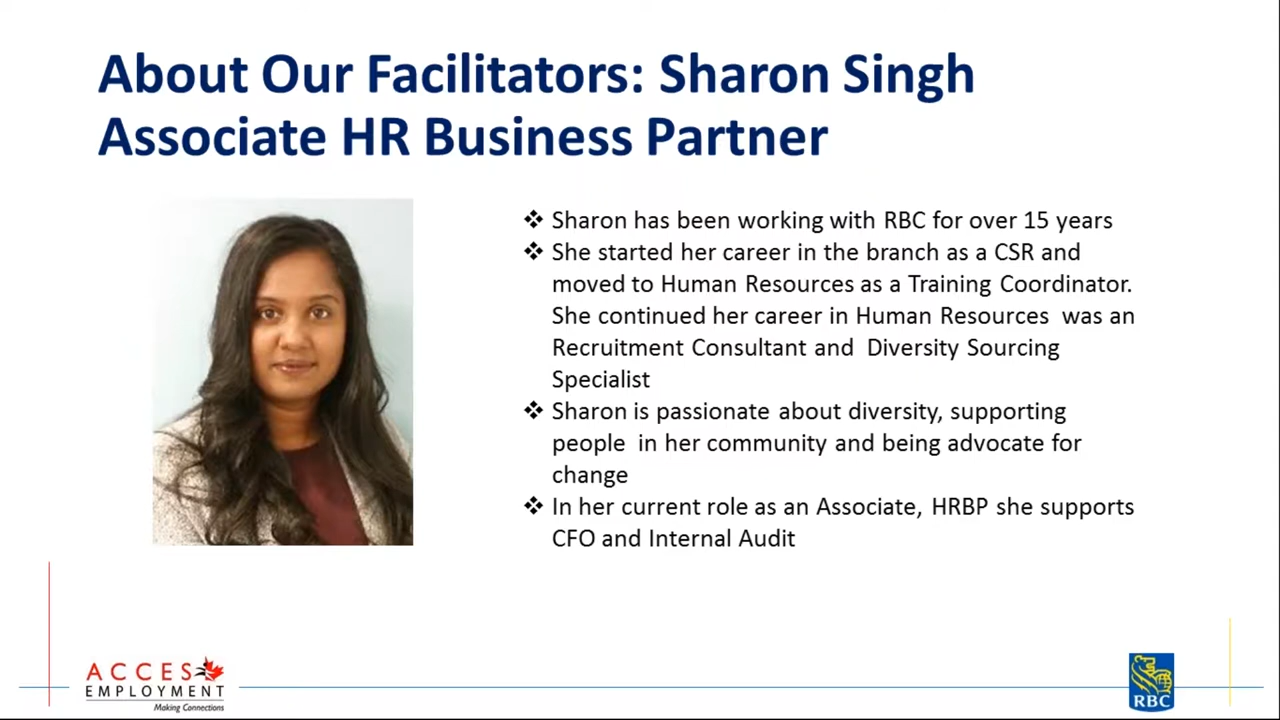 About Our Facilitators: Sharon Singh
Associate HR Business Partner
❖ Sharon has been working with RBC for over 15 years
❖ She started her career in the branch as a CSR and
moved to Human Resources as a Training Coordinator.
She continued her career in Human Resources  was an
Recruitment Consultant and  Diversity Sourcing
Specialist
❖ Sharon is passionate about diversity, supporting
people  in her community and being advocate for
change
❖ In her current role as an Associate, HRBP she supports
CFO and Internal Audit
ACCES
EMPLOYMENT
Making Connections
RBC